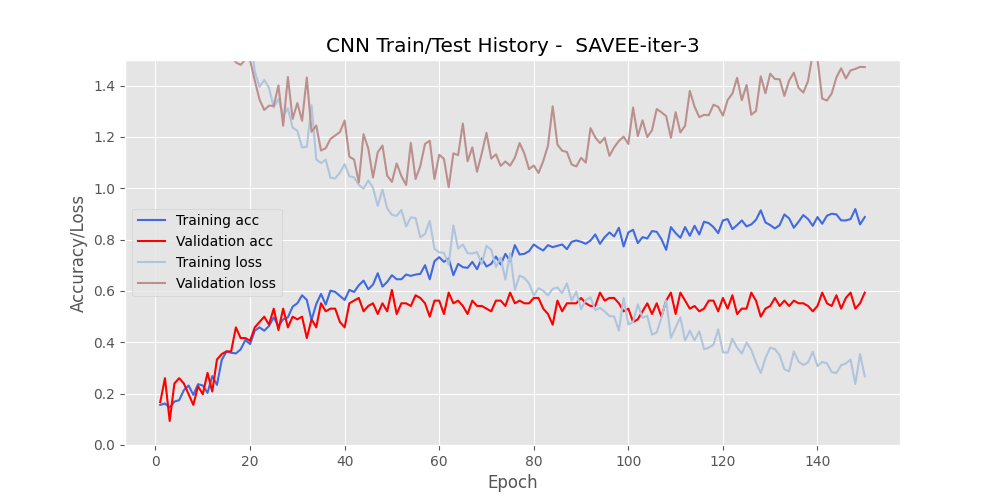 CNN Train/Test History -  SAVEE-iter-3
Accuracy/Loss
1.4
1.2
1.0
0.8
0.6
0.4
0.2
0.0
Training acc
Validation acc
Training loss
Validation loss
0 20 40 60 80 100 120 140
Epoch